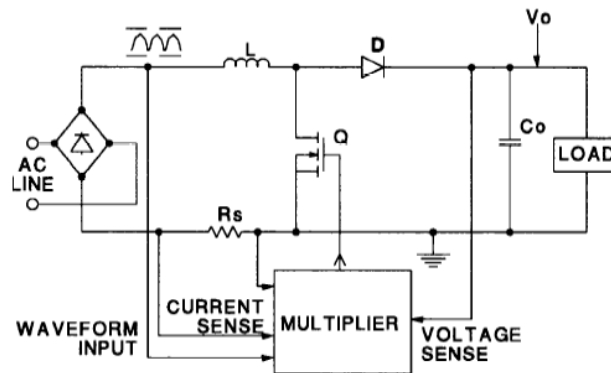 Vo
L
D
Q
Co
LOAD
AC
LINE
Rs
CURRENT
SENSE
MULTIPLIER
WAVEFORM
INPUT
VOLTAGE
SENSE